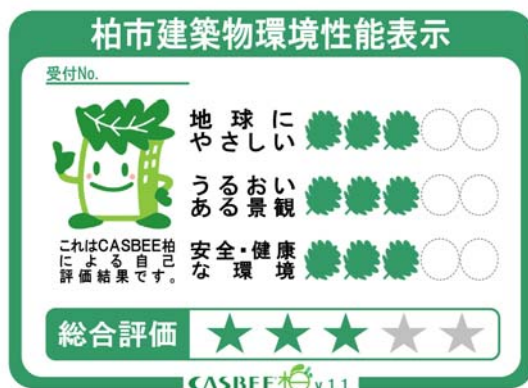 柏市建築物環境性能表示
受付No.
地球に
やさしい
うるおい
ある景観
これはCASBEE柏
による自己
評価結果です。
安全・健康
な環境
総合評価
CASBEE柏 v.1.1